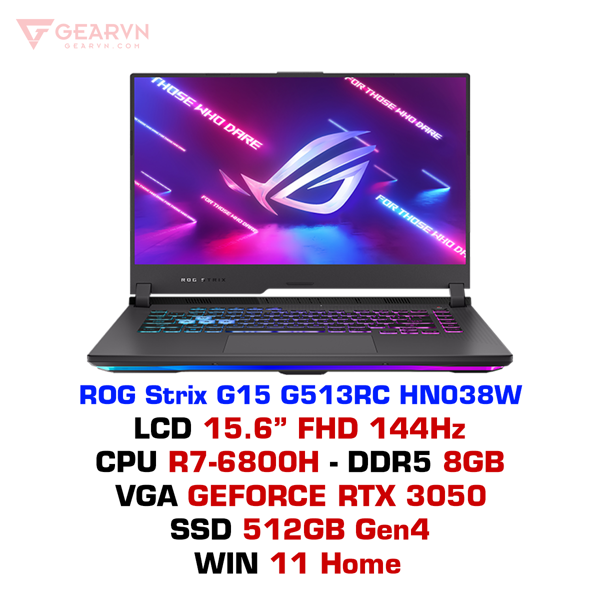 GEARVN
GEARVN.COM
THOSE WHO DARE
FOR THOSE WHO DARE
FOR THOSE WHO DARE
FOR THOSE WHO DARE
ROG STRIX
ROG Strix G15 G513RC HN038W
LCD 15.6” FHD 144Hz
CPU R7-6800H - DDR5 8GB
VGA GEFORCE RTX 3050
SSD 512GB Gen4
WIN 11 Home